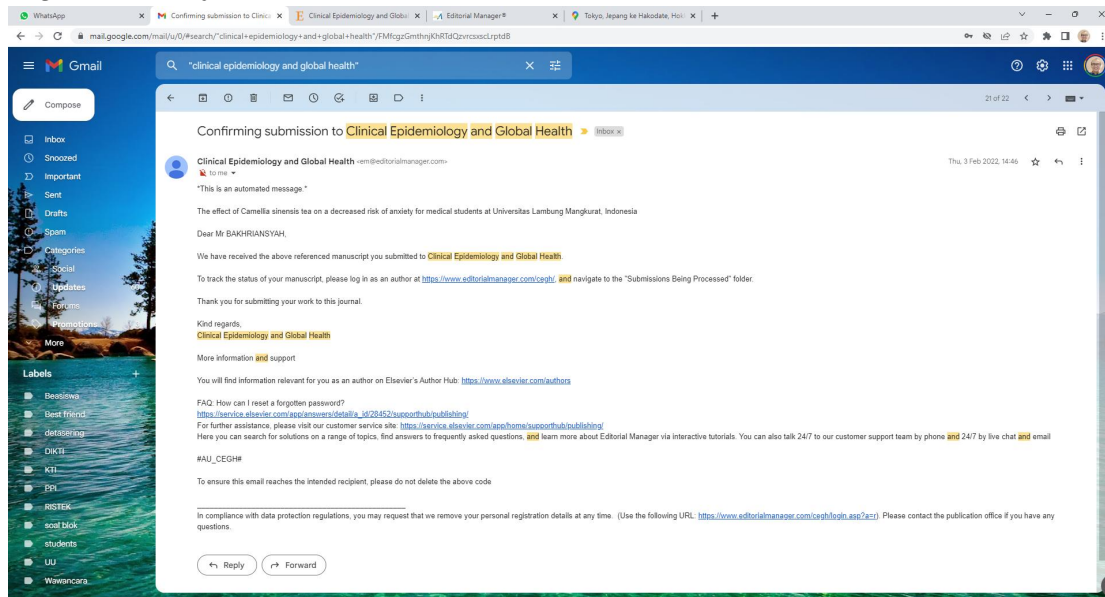 WhatsApp
Confirming submission to Clinica
Clinical Epidemiology and Global
Editorial Manager®
Tokyo, Jepang ke Hakodate, Hok
mail.google.com/mail/u/0/#search/"clinical+epidemiology+and+global+health"/FMfcgzGmthnjKhRTdQzvrcsxscLrptdB
Gmail
"clinical epidemiology and global health"
Compose
21 of 22
Inbox
Snoozed
Important
Sent
Drafts
Spam
Categories
Social
Updates
Forums
Promotions
More
Labels
Beasiswa
Best friend
detasering
DIKTI
KTI
PPI
RISTEK
soal blok
students
UU
Wawancara
Confirming submission to Clinical Epidemiology and Global Health
Inbox x
Clinical Epidemiology and Global Health <em@editorialmanager.com>
Thu, 3 Feb 2022, 14:46
to me
*This is an automated message.*
The effect of Camellia sinensis tea on a decreased risk of anxiety for medical students at Universitas Lambung Mangkurat, Indonesia
Dear Mr BAKHRIANSYAH,
We have received the above referenced manuscript you submitted to Clinical Epidemiology and Global Health.
To track the status of your manuscript, please log in as an author at https://www.editorialmanager.com/cegh/, and navigate to the "Submissions Being Processed" folder.
Thank you for submitting your work to this journal.
Kind regards,
Clinical Epidemiology and Global Health
More information and support
You will find information relevant for you as an author on Elsevier's Author Hub: https://www.elsevier.com/authors
FAQ: How can I reset a forgotten password?
https://service.elsevier.com/app/answers/detail/a_id/28452/supporthub/publishing/
For further assistance, please visit our customer service site: https://service.elsevier.com/app/home/supporthub/publishing/
Here you can search for solutions on a range of topics, find answers to frequently asked questions, and learn more about Editorial Manager via interactive tutorials. You can also talk 24/7 to our customer support team by phone and 24/7 by live chat and email
#AU_CEGH#
To ensure this email reaches the intended recipient, please do not delete the above code
In compliance with data protection regulations, you may request that we remove your personal registration details at any time. (Use the following URL: https://www.editorialmanager.com/cegh/login.asp?a=r). Please contact the publication office if you have any
questions.
Reply
Forward